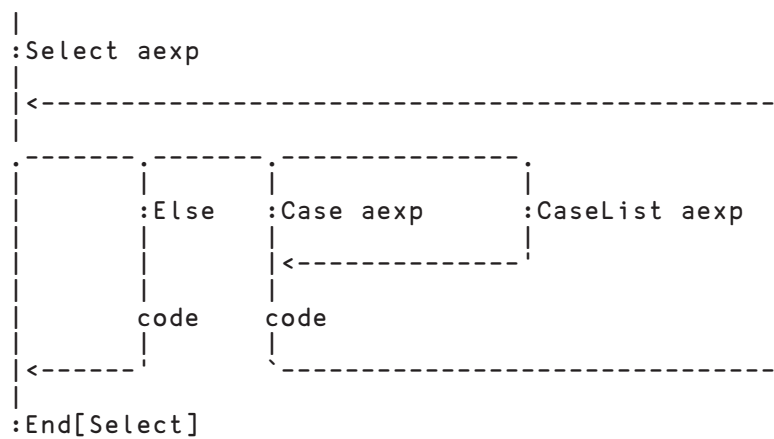 :Select aexp
:Else :Case aexp :CaseList aexp
code code
:End[Select]